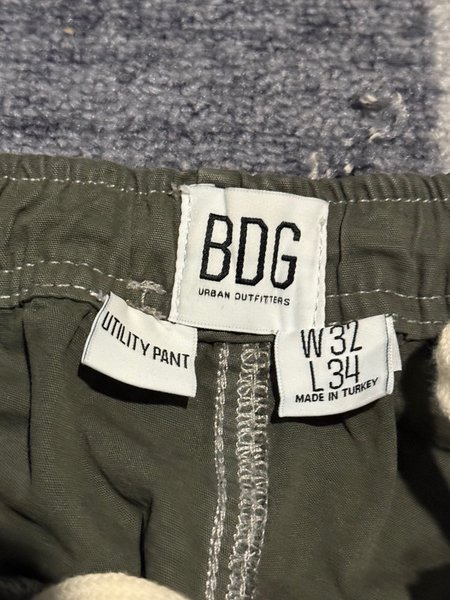 BDG
URBAN OUTFITTERS
UTILITY PANT
W32
L34
MADE IN TURKEY